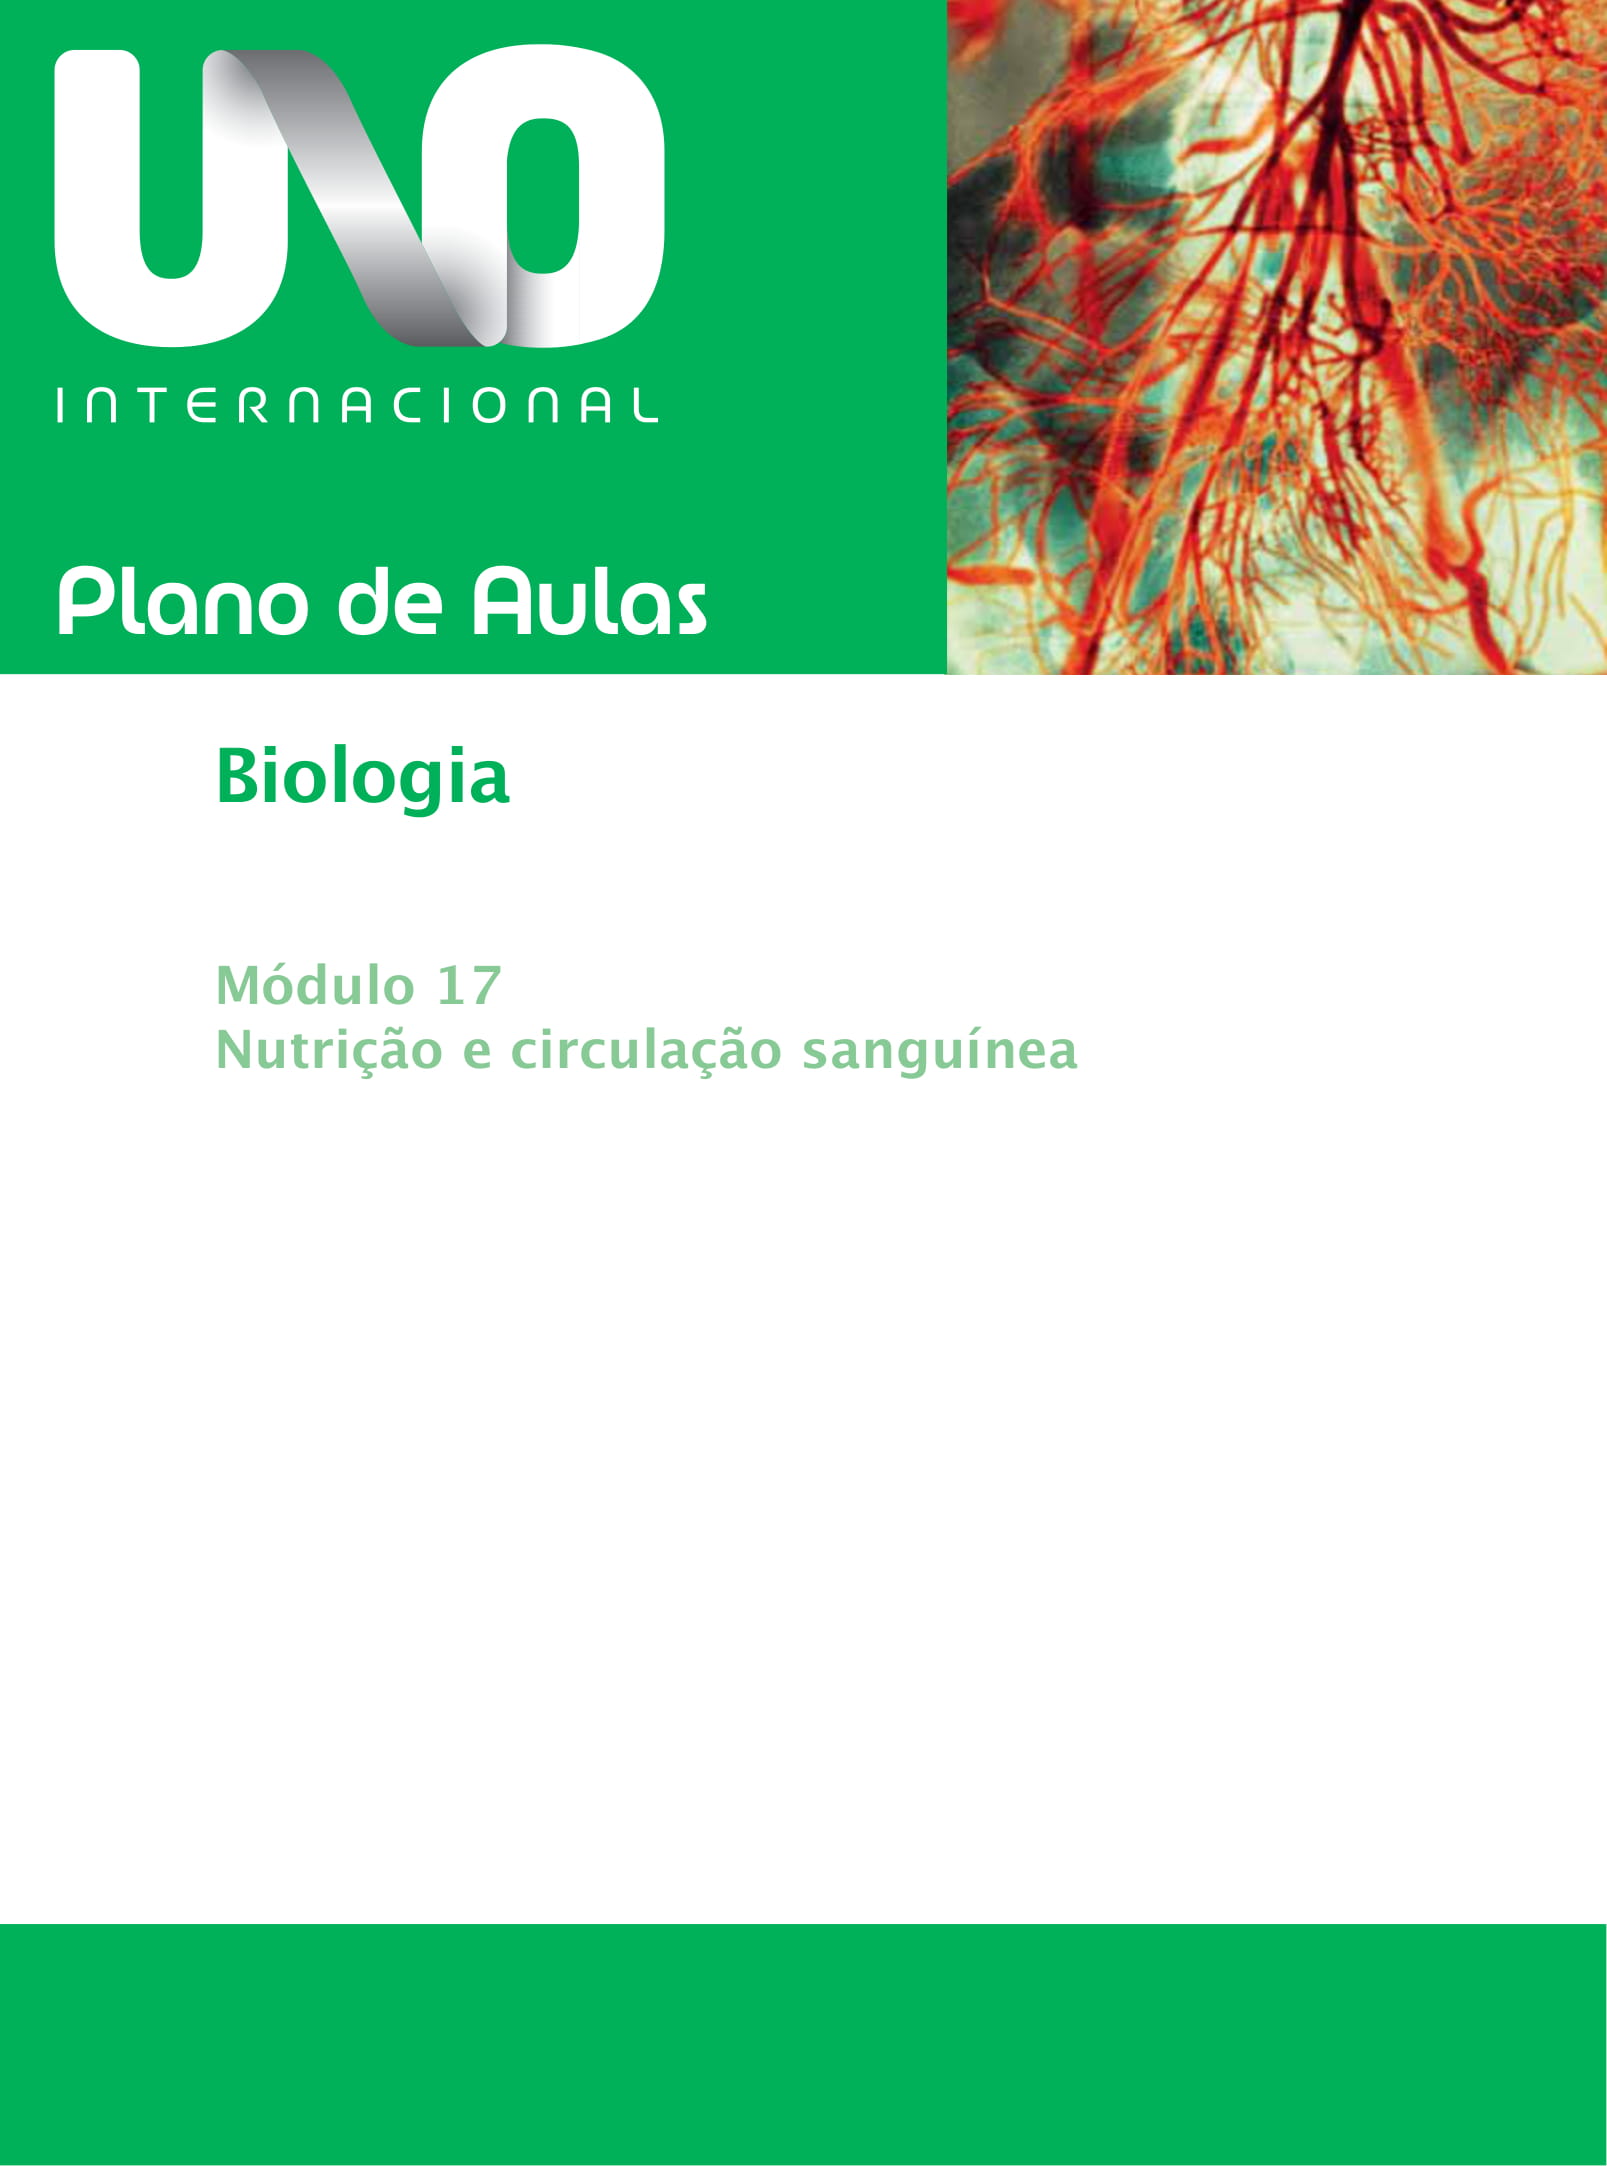 UNO
INTERNACIONAL
Plano de Aulas
Biologia
Módulo 17
Nutrição e circulação sanguínea